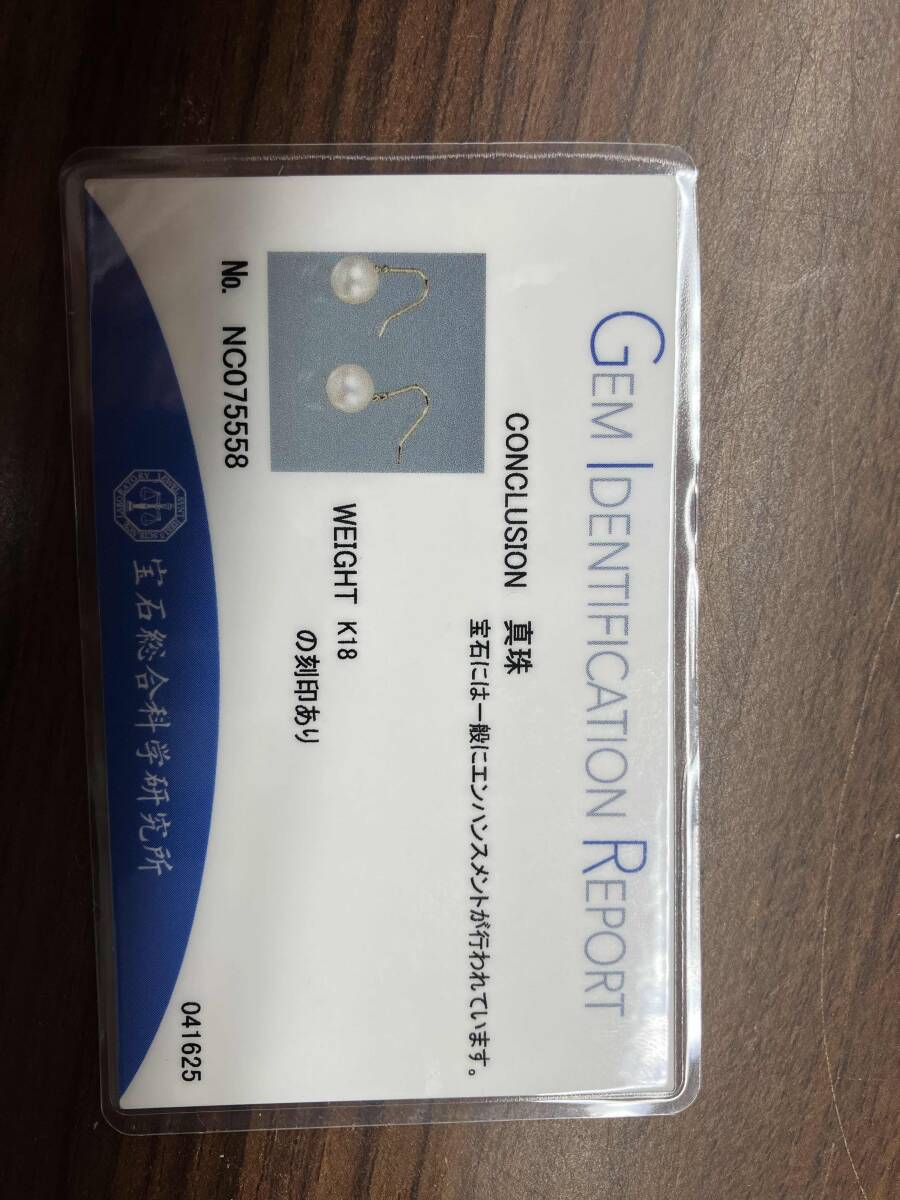 GEM IDENTIFICATION REPORT
CONCLUSION 真珠
宝石には一般にエンハンスメントが行われています。
WEIGHT K18
の刻印あり
No. NC075558
宝石総合科学研究所
041625